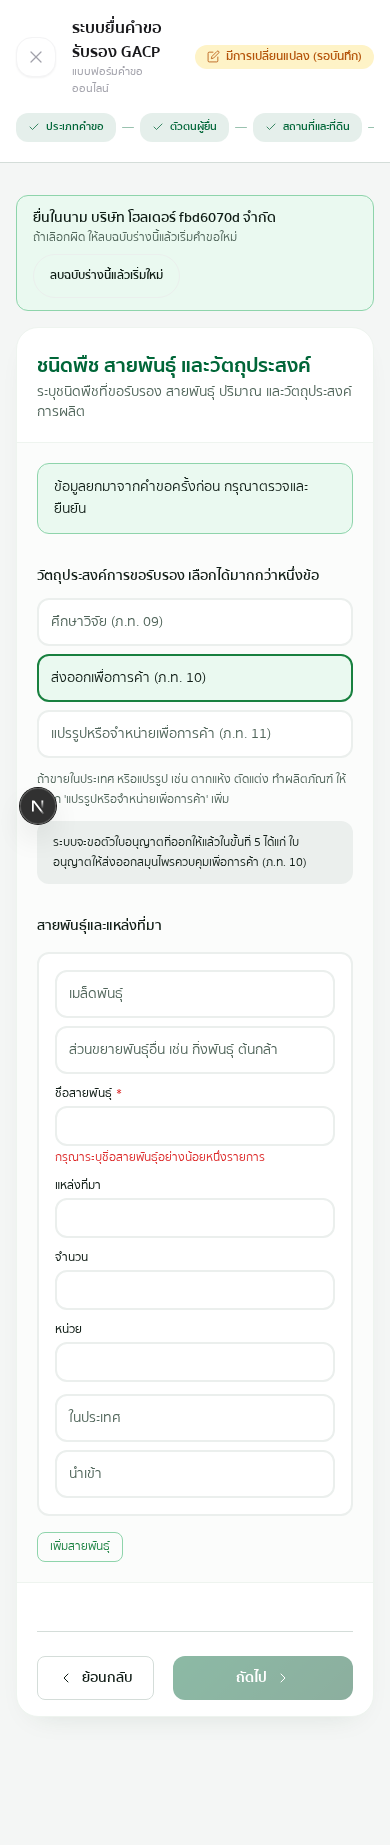 ระบบยื่นคำขอ
รับรอง GACP
แบบฟอร์มคำขอ
ออนไลน์
มีการเปลี่ยนแปลง (รอบันทึก)
ประเภทคำขอ
ตัวตนผู้ยื่น
สถานที่และที่ดิน
ยื่นในนาม บริษัท โฮลเดอร์ fbd6070d จำกัด
ถ้าเลือกผิด ให้ลบฉบับร่างนี้แล้วเริ่มคำขอใหม่
ลบฉบับร่างนี้แล้วเริ่มใหม่
ชนิดพืช สายพันธุ์ และวัตถุประสงค์
ระบุชนิดพืชที่ขอรับรอง สายพันธุ์ ปริมาณ และวัตถุประสงค์
การผลิต
ข้อมูลยกมาจากคำขอครั้งก่อน กรุณาตรวจและ
ยืนยัน
วัตถุประสงค์การขอรับรอง เลือกได้มากกว่าหนึ่งข้อ
ศึกษาวิจัย (ภ.ท. 09)
ส่งออกเพื่อการค้า (ภ.ท. 10)
แปรรูปหรือจำหน่ายเพื่อการค้า (ภ.ท. 11)
ถ้าขายในประเทศ หรือแปรรูป เช่น ตากแห้ง ตัดแต่ง ทำผลิตภัณฑ์ ให้
'แปรรูปหรือจำหน่ายเพื่อการค้า' เพิ่ม
N
ระบบจะขอตัวใบอนุญาตที่ออกให้แล้วในขั้นที่ 5 ได้แก่ ใบ
อนุญาตให้ส่งออกสมุนไพรควบคุมเพื่อการค้า (ภ.ท. 10)
สายพันธุ์และแหล่งที่มา
เมล็ดพันธุ์
ส่วนขยายพันธุ์อื่น เช่น กิ่งพันธุ์ ต้นกล้า
ชื่อสายพันธุ์ *
กรุณาระบุชื่อสายพันธุ์อย่างน้อยหนึ่งรายการ
แหล่งที่มา
จำนวน
หน่วย
ในประเทศ
นำเข้า
เพิ่มสายพันธุ์
ย้อนกลับ
ถัดไป